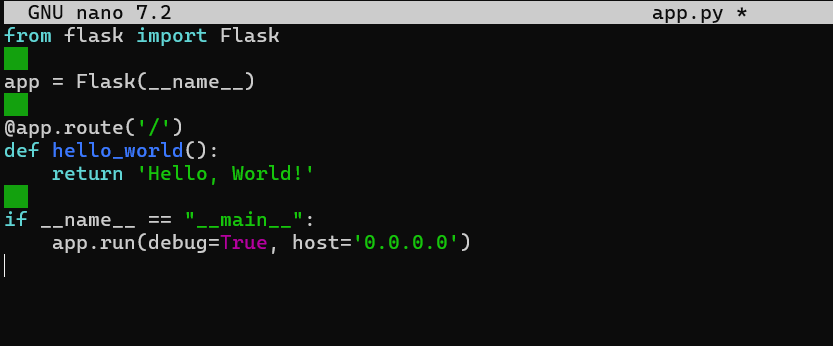 GNU nano 7.2 app.py *
from flask import Flask
app = Flask(__name__)
@app.route('/')
def hello_world():
    return 'Hello, World!'
if __name__ == "__main__":
    app.run(debug=True, host='0.0.0.0')